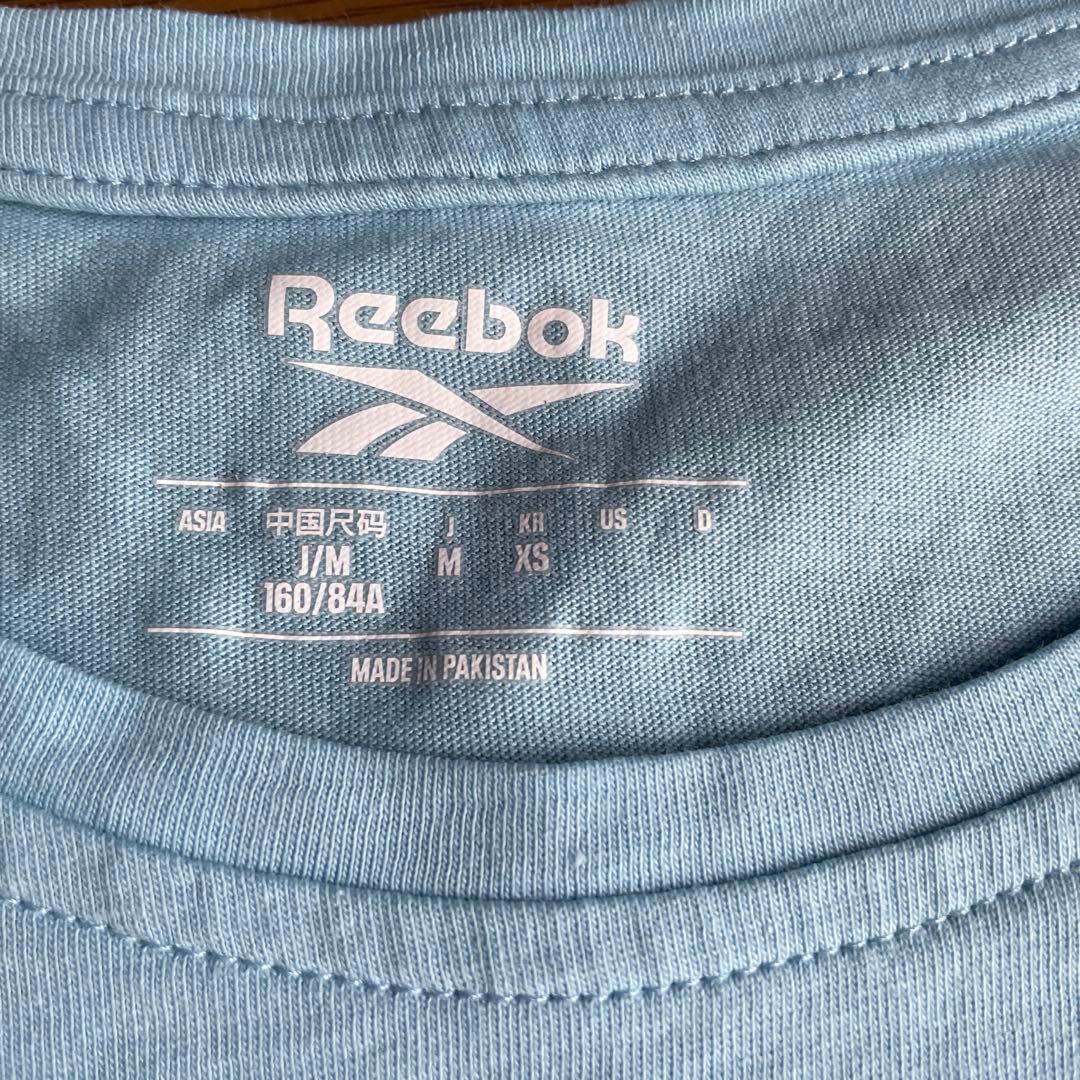 Reebok
ASIA 中国尺码 J KR US D
J/M M XS
160/84A
MADE IN PAKISTAN